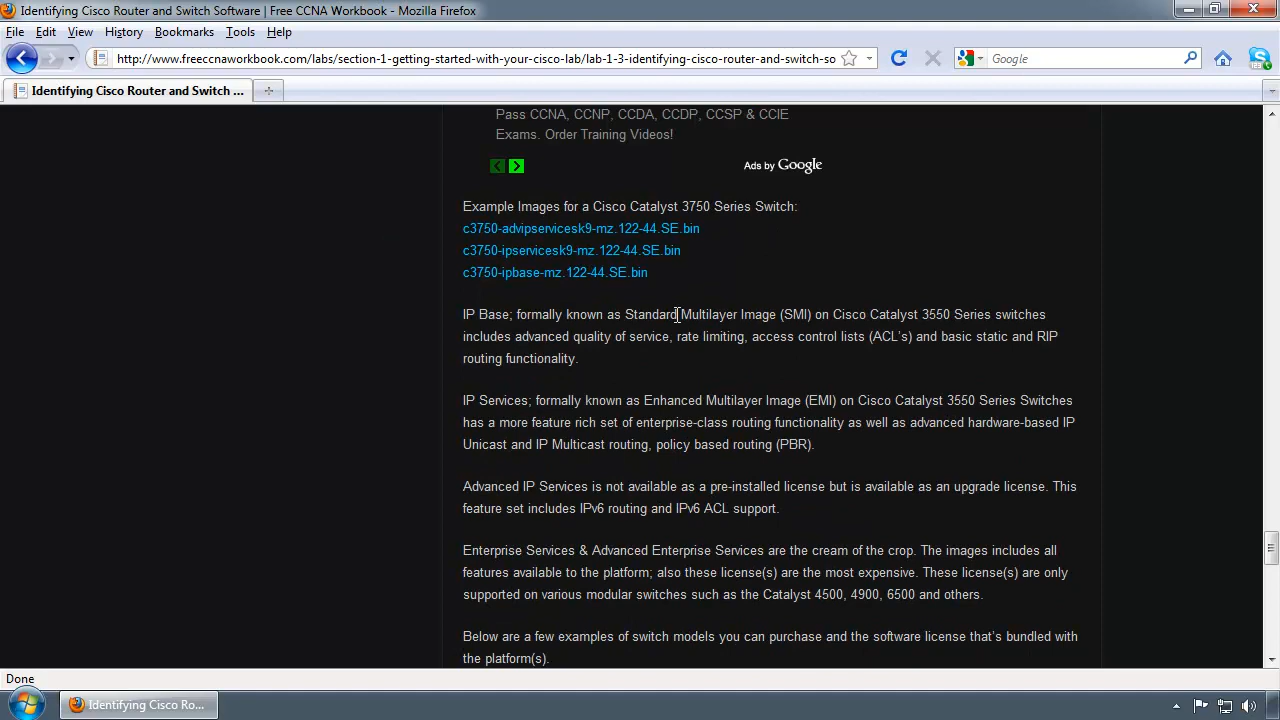 Identifying Cisco Router and Switch Software | Free CCNA Workbook - Mozilla Firefox
File Edit View History Bookmarks Tools Help
http://www.freeccnaworkbook.com/labs/section-1-getting-started-with-your-cisco-lab/lab-1-3-identifying-cisco-router-and-switch-so
Google
Identifying Cisco Router and Switch ...
Pass CCNA, CCNP, CCDA, CCDP, CCSP & CCIE
Exams. Order Training Videos!
Ads by Google
Example Images for a Cisco Catalyst 3750 Series Switch:
c3750-advipservicesk9-mz.122-44.SE.bin
c3750-ipservicesk9-mz.122-44.SE.bin
c3750-ipbase-mz.122-44.SE.bin
IP Base; formally known as Standard Multilayer Image (SMI) on Cisco Catalyst 3550 Series switches
includes advanced quality of service, rate limiting, access control lists (ACL's) and basic static and RIP
routing functionality.
IP Services; formally known as Enhanced Multilayer Image (EMI) on Cisco Catalyst 3550 Series Switches
has a more feature rich set of enterprise-class routing functionality as well as advanced hardware-based IP
Unicast and IP Multicast routing, policy based routing (PBR).
Advanced IP Services is not available as a pre-installed license but is available as an upgrade license. This
feature set includes IPv6 routing and IPv6 ACL support.
Enterprise Services & Advanced Enterprise Services are the cream of the crop. The images includes all
features available to the platform; also these license(s) are the most expensive. These license(s) are only
supported on various modular switches such as the Catalyst 4500, 4900, 6500 and others.
Below are a few examples of switch models you can purchase and the software license that's bundled with
the platform(s).
Done
Identifying Cisco Ro...